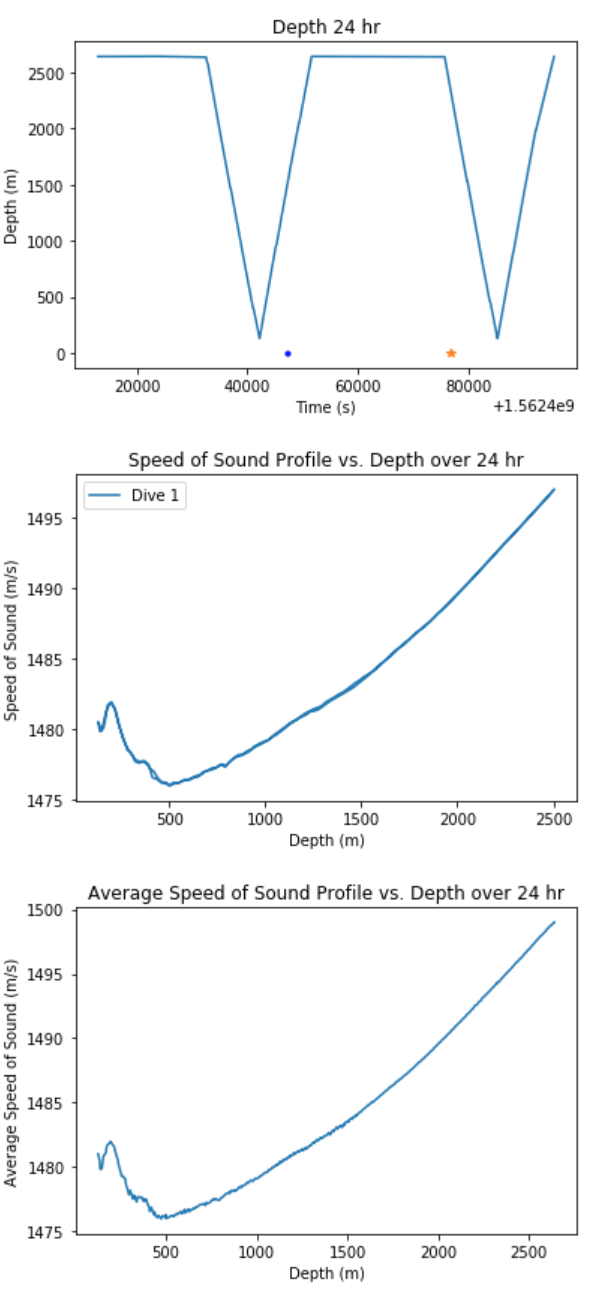 Depth 24 hr
2500
2000
1500
1000
500
0
Depth (m)
20000 40000 60000 80000
Time (s)
+1.5624e9
Speed of Sound Profile vs. Depth over 24 hr
Dive 1
1495
1490
1485
1480
1475
Speed of Sound (m/s)
500 1000 1500 2000 2500
Depth (m)
Average Speed of Sound Profile vs. Depth over 24 hr
1500
1495
1490
1485
1480
1475
Average Speed of Sound (m/s)
500 1000 1500 2000 2500
Depth (m)